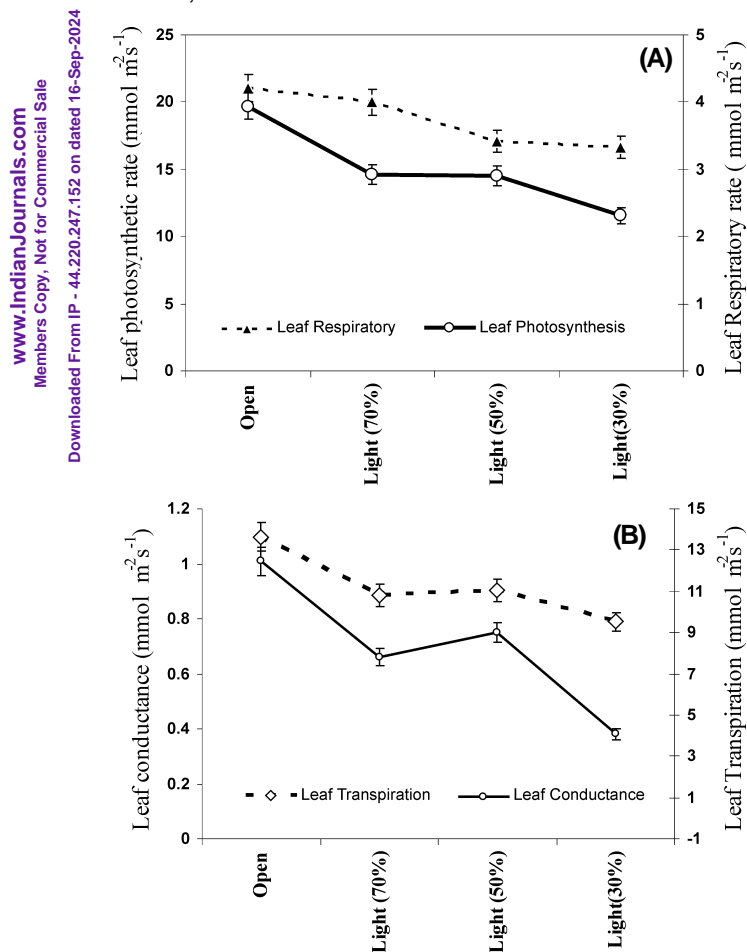 www.IndianJournals.com
Members Copy, Not for Commercial Sale
Downloaded From IP - 44.220.247.152 on dated 16-Sep-2024
(A)
Leaf photosynthetic rate (mmol m-2s-1)
25
20
15
10
5
0
Leaf Respiratory rate ( mmol m-2s-1)
5
4
3
2
1
0
Leaf Respiratory
Leaf Photosynthesis
Open
Light (70%)
Light (50%)
Light(30%)
(B)
Leaf conductance (mmol m-2s-1)
1.2
1
0.8
0.6
0.4
0.2
0
Leaf Transpiration (mmol m-2s-1)
15
13
11
9
7
5
3
1
-1
Leaf Transpiration
Leaf Conductance
Open
Light (70%)
Light (50%)
Light(30%)